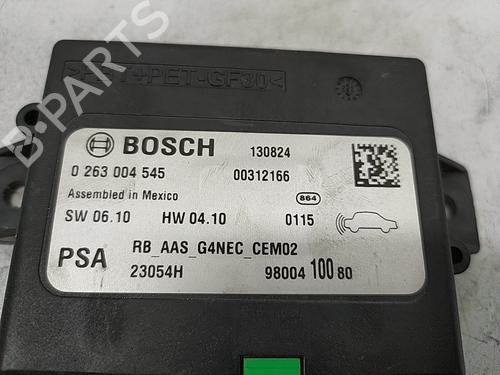 B-PARTS
>PBT+PET-GF30<
BOSCH 130824
0 263 004 545 00312166
Assembled in Mexico 864
SW 06.10 HW 04.10 0115
PSA RB_AAS_G4NEC_CEM02
23054H 98004 100 80